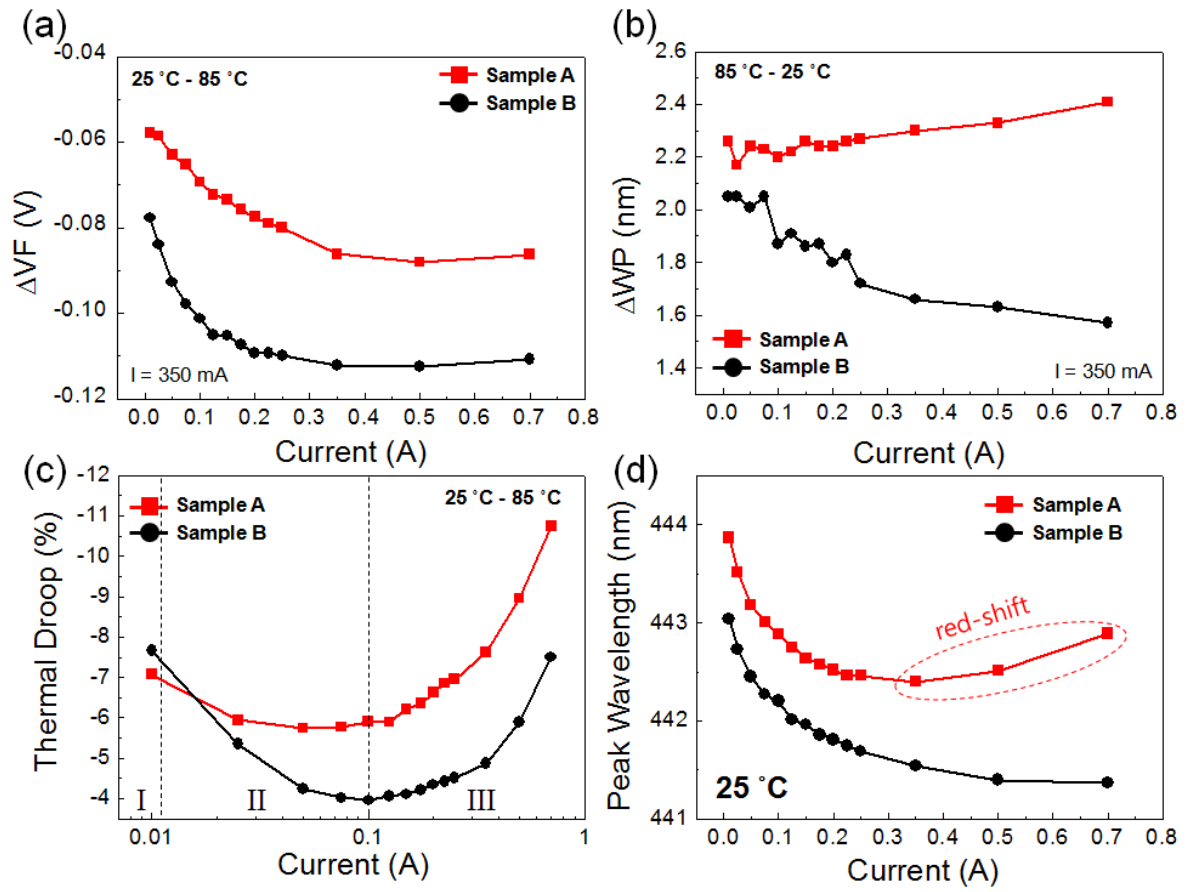 (a)
-0.04
-0.06
-0.08
-0.10
-0.12
ΔVF (V)
25 ˚C - 85 ˚C
Sample A
Sample B
I = 350 mA
0.0 0.1 0.2 0.3 0.4 0.5 0.6 0.7 0.8
Current (A)
(b)
2.6
2.4
2.2
2.0
1.8
1.6
1.4
ΔWP (nm)
85 ˚C - 25 ˚C
Sample A
Sample B
I = 350 mA
0.0 0.1 0.2 0.3 0.4 0.5 0.6 0.7 0.8
Current (A)
(c)
-12
-11
-10
-9
-8
-7
-6
-5
-4
Thermal Droop (%)
Sample A
Sample B
25 ˚C - 85 ˚C
I II III
0.01 0.1 1
Current (A)
(d)
444
443
442
441
Peak Wavelength (nm)
Sample A
Sample B
red-shift
25 ˚C
0.0 0.1 0.2 0.3 0.4 0.5 0.6 0.7 0.8
Current (A)